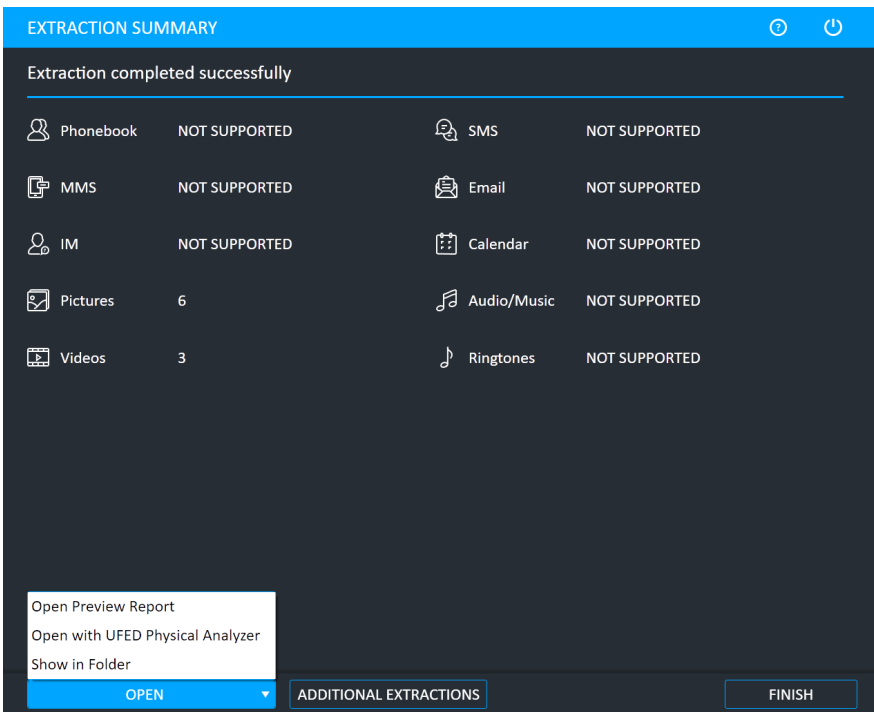 EXTRACTION SUMMARY
Extraction completed successfully
Phonebook NOT SUPPORTED SMS NOT SUPPORTED
MMS NOT SUPPORTED Email NOT SUPPORTED
IM NOT SUPPORTED Calendar NOT SUPPORTED
Pictures 6 Audio/Music NOT SUPPORTED
Videos 3 Ringtones NOT SUPPORTED
Open Preview Report
Open with UFED Physical Analyzer
Show in Folder
OPEN ADDITIONAL EXTRACTIONS FINISH